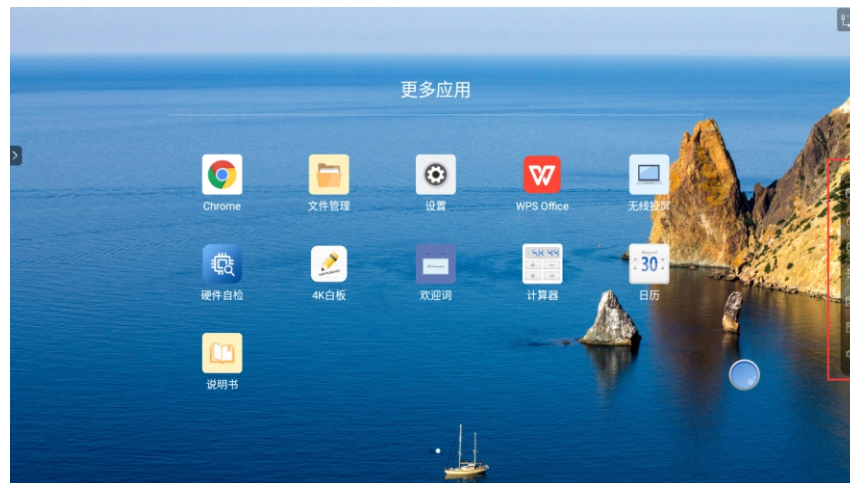 更多应用
Chrome
文件管理
设置
WPS Office
无线投屏
硬件自检
4K白板
欢迎词
计算器
30
日历
说明书